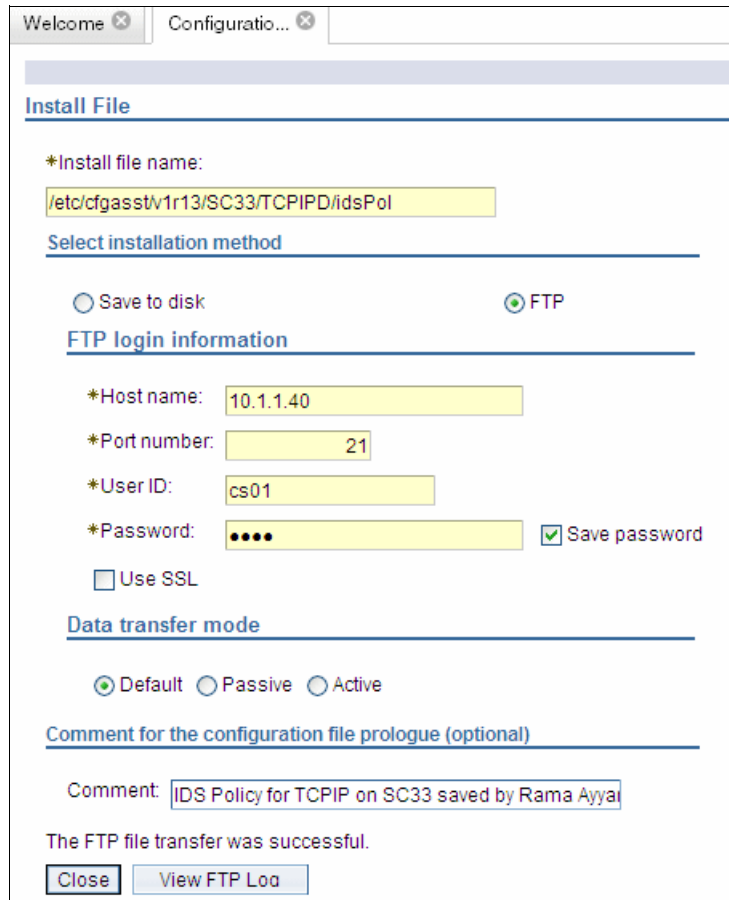 Welcome Configuratio...
Install File
*Install file name:
/etc/cfgasst/v1r13/SC33/TCPIPD/idsPol
Select installation method
Save to disk FTP
FTP login information
*Host name: 10.1.1.40
*Port number: 21
*User ID: cs01
*Password: •••• Save password
Use SSL
Data transfer mode
Default Passive Active
Comment for the configuration file prologue (optional)
Comment: IDS Policy for TCPIP on SC33 saved by Rama Ayyar
The FTP file transfer was successful.
Close View FTP Log